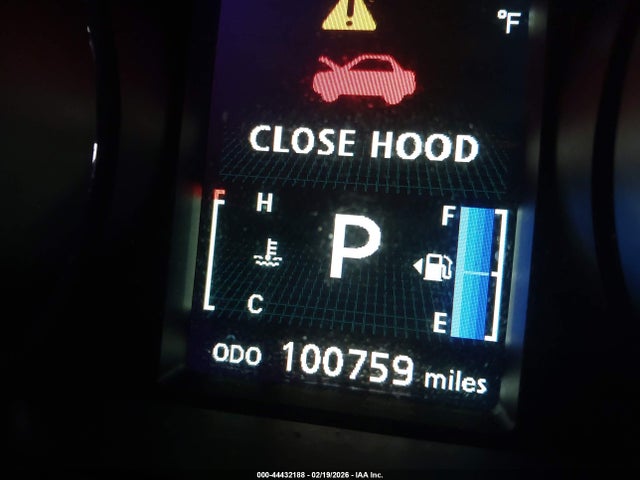 °F
CLOSE HOOD
H
F
P
C
E
ODO 100759 miles
000-44432188 - 02/19/2026 - IAA Inc.